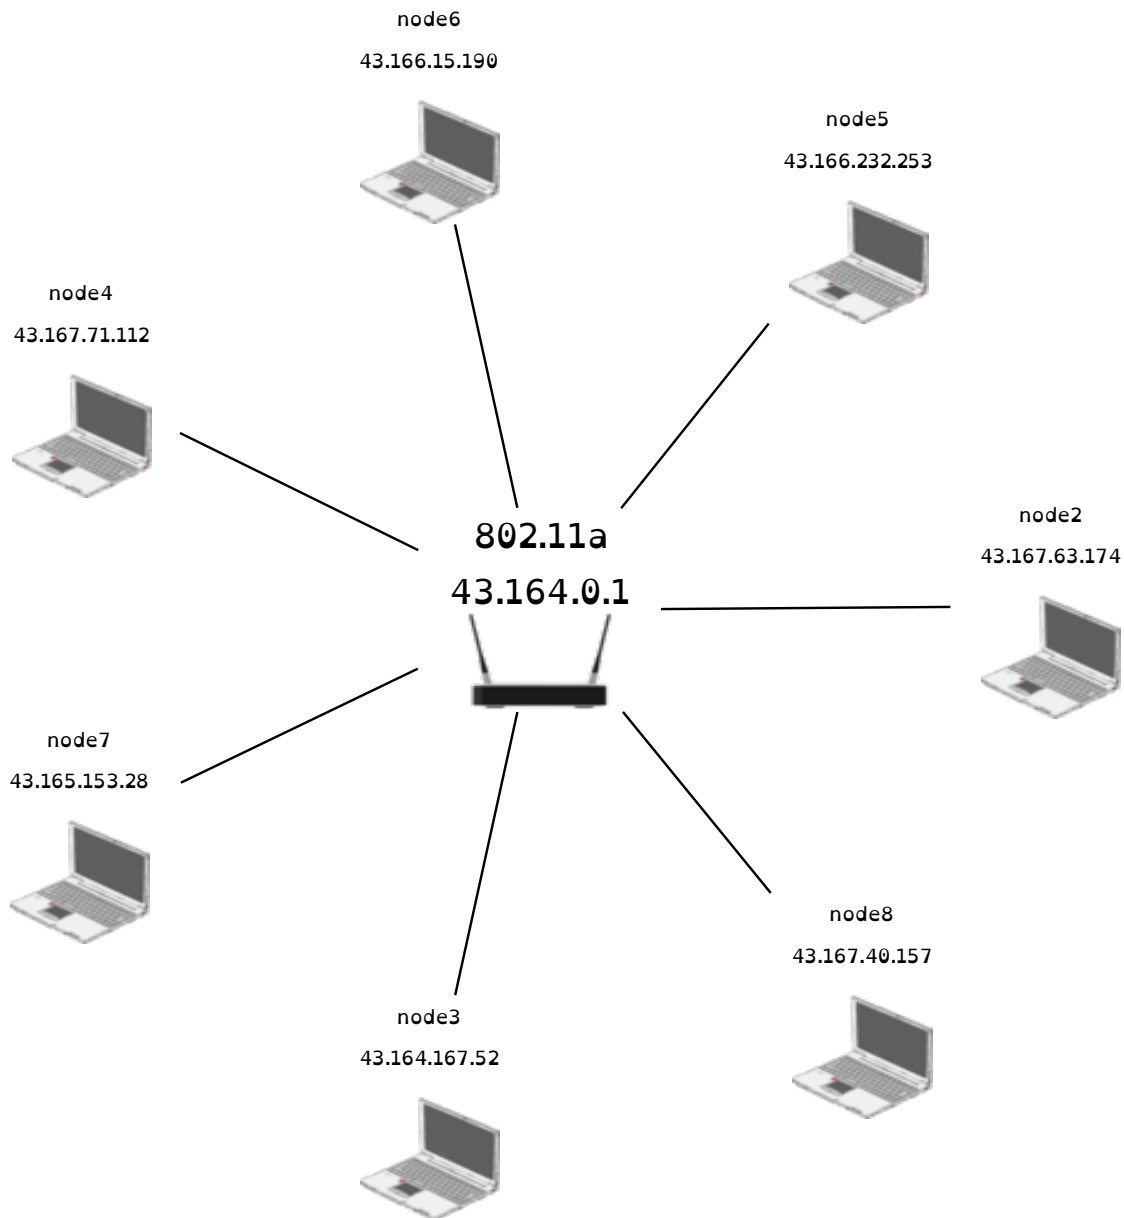 node6
43.166.15.190
node5
43.166.232.253
node4
43.167.71.112
node2
43.167.63.174
802.11a
43.164.0.1
node7
43.165.153.28
node8
43.167.40.157
node3
43.164.167.52